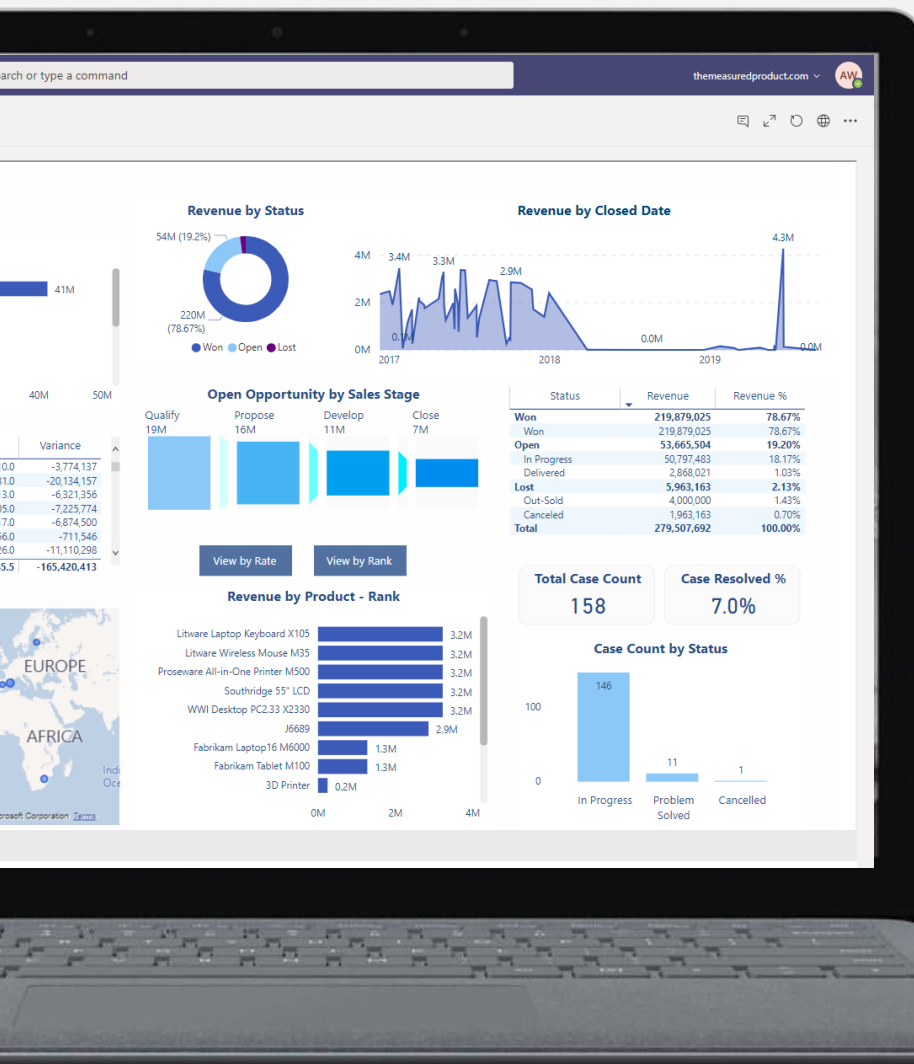 arch or type a command
themeasuredproduct.com
AW
Revenue by Status
54M (19.2%)
220M
(78.67%)
Won Open Lost
Revenue by Closed Date
4M
2M
0M
3.4M
3.3M
2.9M
4.3M
0.0M
0.0M
2017
2018
2019
41M
40M 50M
Open Opportunity by Sales Stage
Qualify Propose Develop Close
19M 16M 11M 7M
Status Revenue Revenue %
Won 219,879,025 78.67%
Won 219,879,025 78.67%
Open 53,665,504 19.20%
In Progress 50,797,483 18.17%
Delivered 2,868,021 1.03%
Lost 5,963,163 2.13%
Out-Sold 4,000,000 1.43%
Canceled 1,963,163 0.70%
Total 279,507,692 100.00%
Variance
-3,774,137
-20,134,157
-6,321,356
-7,225,774
-6,874,500
-711,546
-11,110,298
-165,420,413
View by Rate
View by Rank
Total Case Count
158
Case Resolved %
7.0%
Revenue by Product - Rank
Litware Laptop Keyboard X105 3.2M
Litware Wireless Mouse M35 3.2M
Proseware All-in-One Printer M500 3.2M
Southridge 55" LCD 3.2M
WWI Desktop PC2.33 X2330 3.2M
J6689 2.9M
Fabrikam Laptop16 M6000 1.3M
Fabrikam Tablet M100 1.3M
3D Printer 0.2M
0M 2M 4M
Case Count by Status
100
0
146
11
1
In Progress
Problem
Solved
Cancelled
EUROPE
AFRICA
Indi
Oce
crosoft Corporation Terms